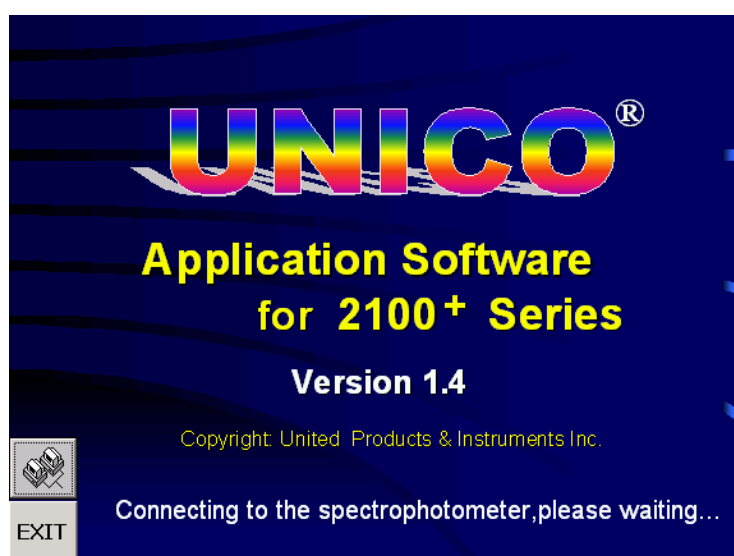 UNICO®
Application Software
for 2100+ Series
Version 1.4
Copyright: United Products & Instruments Inc.
Connecting to the spectrophotometer,please waiting...
EXIT